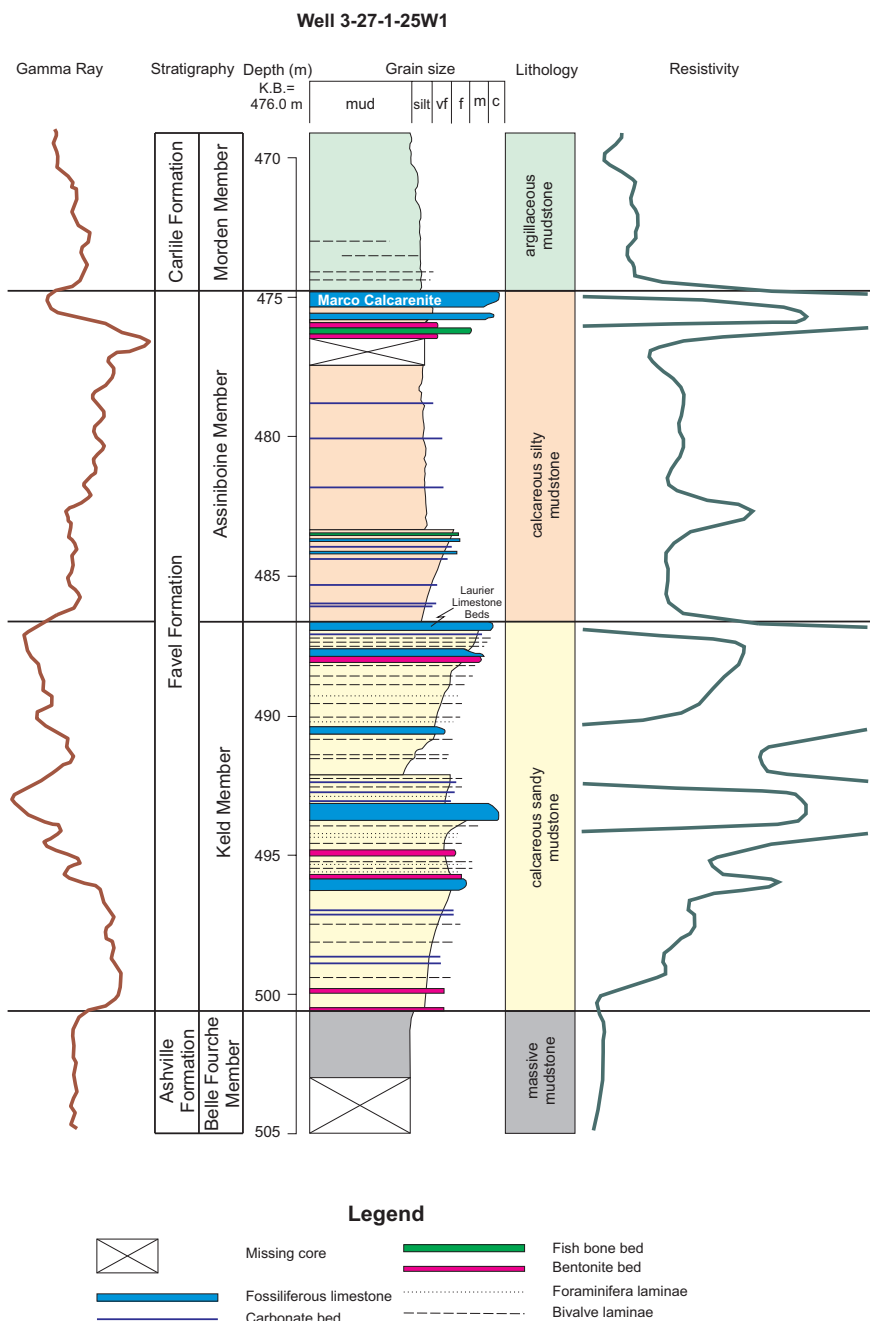 Well 3-27-1-25W1
Gamma Ray
Stratigraphy
Depth (m)
K.B.=
476.0 m
Grain size
mud
silt
vf
f
m
c
Lithology
Resistivity
Carlile Formation
Morden Member
470
argillaceous
mudstone
475
Marco Calcarenite
Favel Formation
Assiniboine Member
480
calcareous silty
mudstone
485
Laurier
Limestone
Beds
Keld Member
490
calcareous sandy
mudstone
495
500
Ashville
Formation
Belle Fourche
Member
massive
mudstone
505
Legend
Missing core
Fish bone bed
Bentonite bed
Fossiliferous limestone
Foraminifera laminae
Carbonate bed
Bivalve laminae